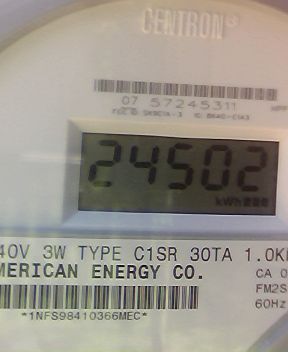 CENTRON®
07 57245311
24502
kWh
40V 3W TYPE C1SR 30TA 1.0K
MERICAN ENERGY CO.
CA 0
FM2S
60Hz
*1NFS98410366MEC*